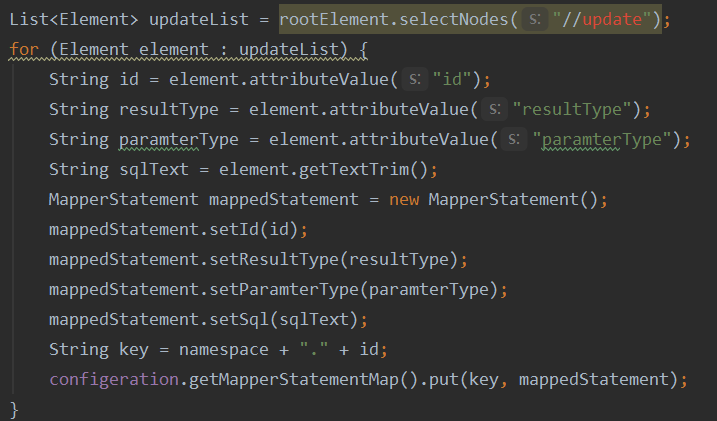 List<Element> updateList = rootElement.selectNodes( s: "//update");
for (Element element : updateList) {
    String id = element.attributeValue( s: "id");
    String resultType = element.attributeValue( s: "resultType");
    String paramterType = element.attributeValue( s: "paramterType");
    String sqlText = element.getTextTrim();
    MapperStatement mappedStatement = new MapperStatement();
    mappedStatement.setId(id);
    mappedStatement.setResultType(resultType);
    mappedStatement.setParamterType(paramterType);
    mappedStatement.setSql(sqlText);
    String key = namespace + "." + id;
    configeration.getMapperStatementMap().put(key, mappedStatement);
}